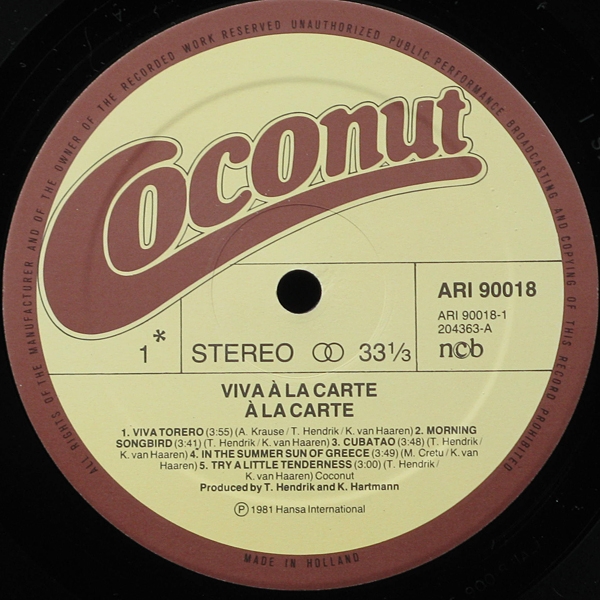 ALL RIGHTS OF THE MANUFACTURER AND OF THE OWNER OF THE RECORDED WORK RESERVED UNAUTHORIZED PUBLIC PERFORMANCE BROADCASTING AND COPYING OF THIS RECORD PROHIBITED
Coconut
1*
STEREO
33⅓
ARI 90018
ARI 90018-1
204363-A
ncb
VIVA À LA CARTE
À LA CARTE
1. VIVA TORERO (3:55) (A. Krause / T. Hendrik / K. van Haaren) 2. MORNING
SONGBIRD (3:41) (T. Hendrik / K. van Haaren) 3. CUBATAO (3:48) (T. Hendrik /
K. van Haaren) 4. IN THE SUMMER SUN OF GREECE (3:49) (M. Cretu / K. van
Haaren) 5. TRY A LITTLE TENDERNESS (3:00) (T. Hendrik /
K. van Haaren) Coconut
Produced by T. Hendrik and K. Hartmann
Ⓟ 1981 Hansa International
MADE IN HOLLAND